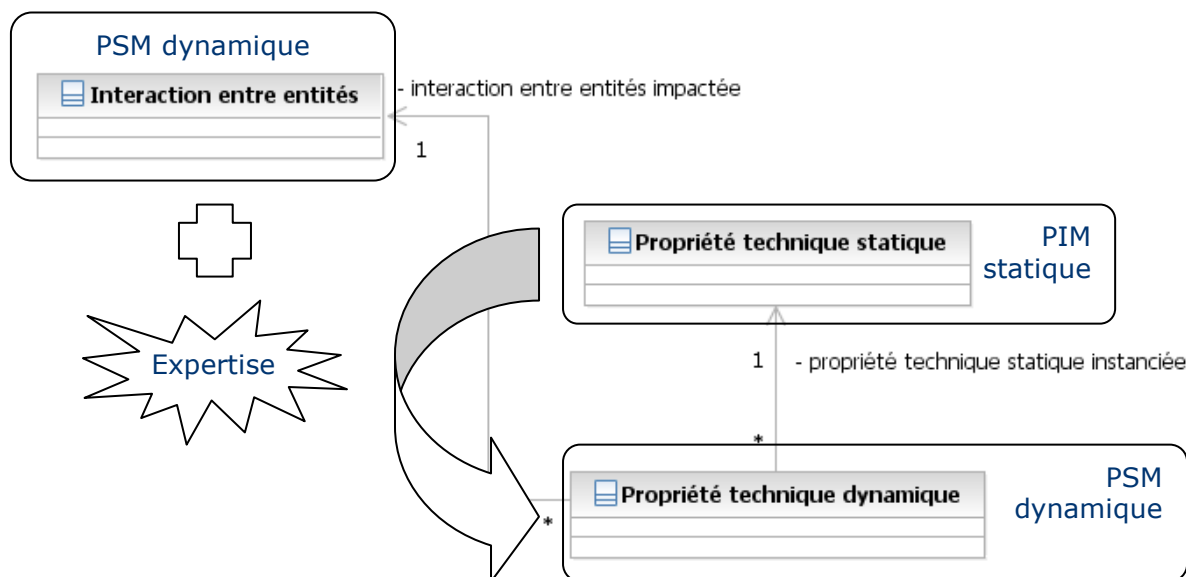 PSM dynamique
Interaction entre entités
- interaction entre entités impactée
1
Propriété technique statique
PIM
statique
Expertise
1
- propriété technique statique instanciée
*
Propriété technique dynamique
PSM
dynamique
*